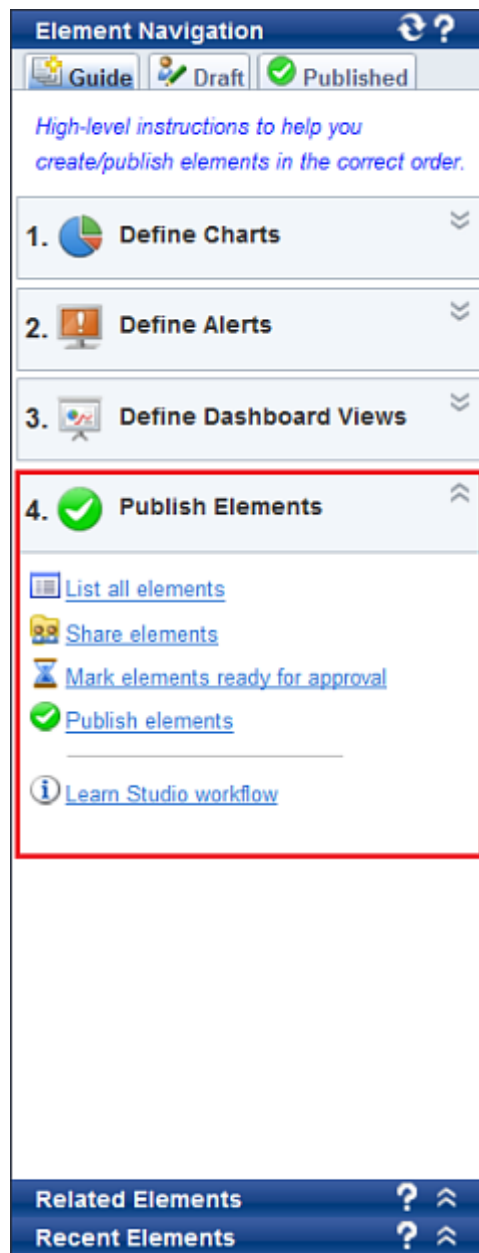 Element Navigation ?
Guide Draft Published
High-level instructions to help you
create/publish elements in the correct order.
1. Define Charts
2. Define Alerts
3. Define Dashboard Views
4. Publish Elements
List all elements
Share elements
Mark elements ready for approval
Publish elements
Learn Studio workflow
Related Elements ?
Recent Elements ?